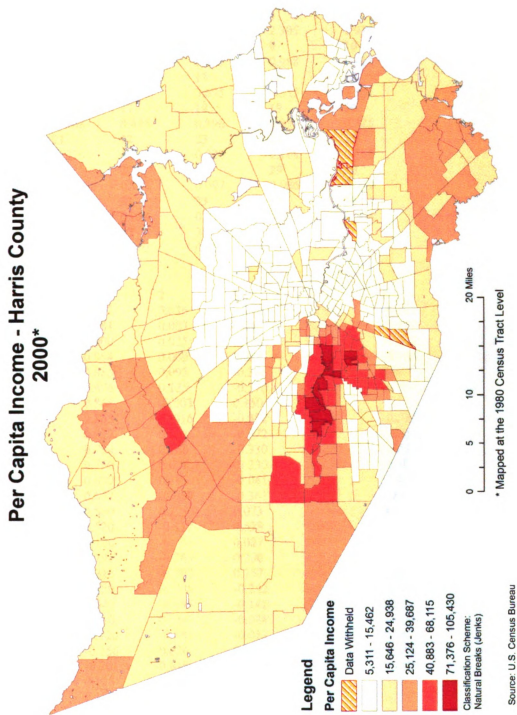 Per Capita Income - Harris County
2000*
Legend
Per Capita Income
Data Withheld
5,311 - 15,462
15,646 - 24,938
25,124 - 39,687
40,883 - 68,115
71,376 - 105,430
Classification Scheme:
Natural Breaks (Jenks)
0 5 10 20 Miles
* Mapped at the 1980 Census Tract Level
Source: U.S. Census Bureau